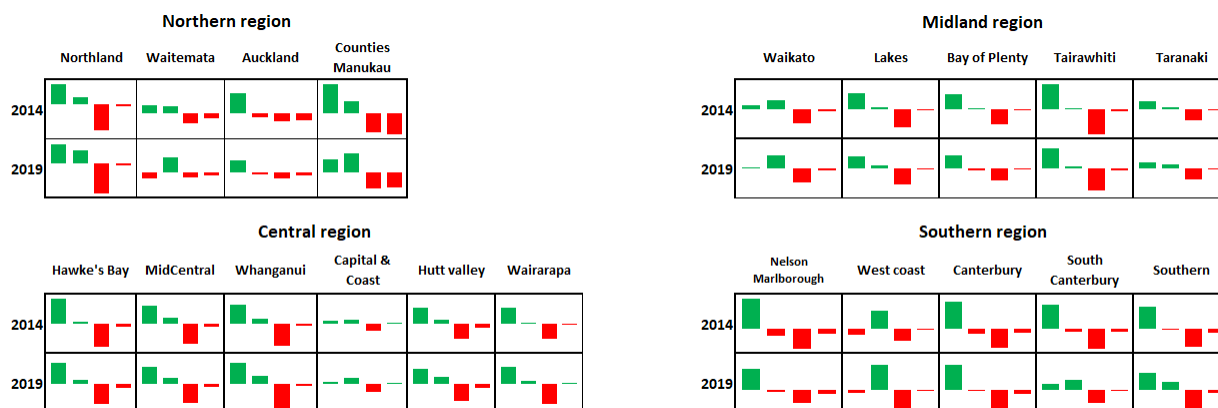 Northern region
Northland Waitemata Auckland Counties Manukau
2014
2019
Midland region
Waikato Lakes Bay of Plenty Tairawhiti Taranaki
2014
2019
Central region
Hawke's Bay MidCentral Whanganui Capital & Coast Hutt valley Wairarapa
2014
2019
Southern region
Nelson Marlborough West coast Canterbury South Canterbury Southern
2014
2019